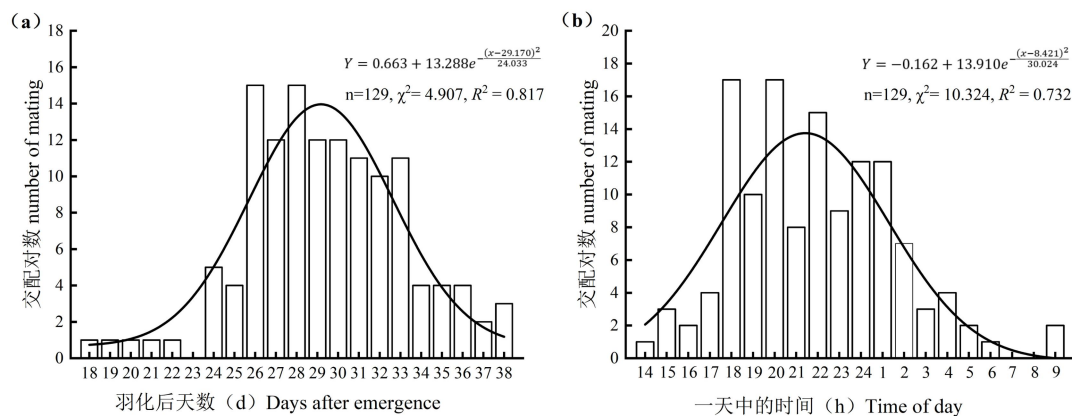 (a)
18
16
14
12
10
8
6
4
2
0
交配对数 number of mating
Y = 0.663 + 13.288e^{-\frac{(x-29.170)^2}{24.033}}
n=129, χ²= 4.907, R² = 0.817
18 19 20 21 22 23 24 25 26 27 28 29 30 31 32 33 34 35 36 37 38
羽化后天数（d）Days after emergence
(b)
20
18
16
14
12
10
8
6
4
2
0
交配对数 number of mating
Y = −0.162 + 13.910e^{-\frac{(x-8.421)^2}{30.024}}
n=129, χ²= 10.324, R² = 0.732
14 15 16 17 18 19 20 21 22 23 24 1 2 3 4 5 6 7 8 9
一天中的时间（h）Time of day